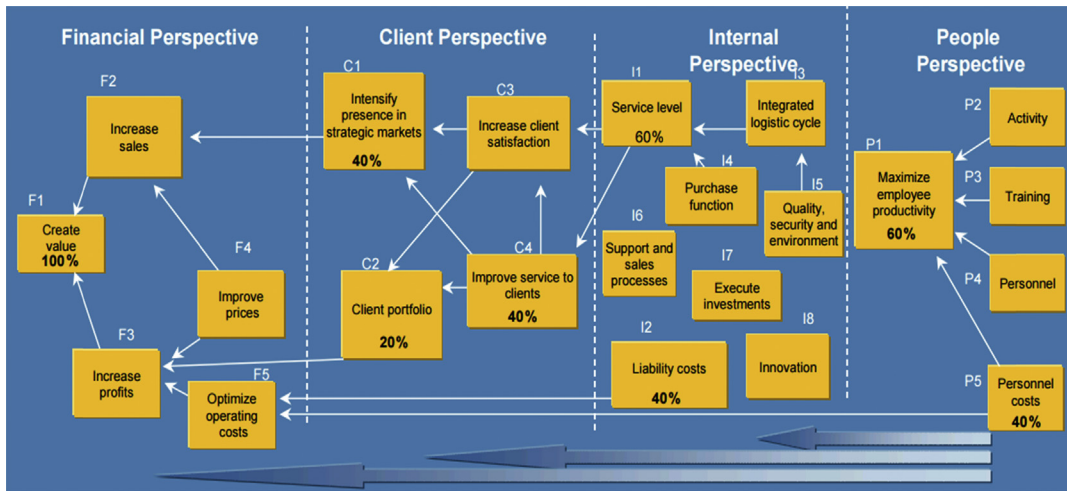 Financial Perspective
Client Perspective
Internal
Perspective
People
Perspective
F2
Increase
sales
F1
Create
value
100%
F4
Improve
prices
F3
Increase
profits
F5
Optimize
operating
costs
C1
Intensify
presence in
strategic markets
40%
C3
Increase client
satisfaction
C2
Client portfolio
20%
C4
Improve service to
clients
40%
I1
Service level
60%
I3
Integrated
logistic cycle
I4
Purchase
function
I5
Quality,
security and
environment
I6
Support and
sales
processes
I7
Execute
investments
I2
Liability costs
40%
I8
Innovation
P2
Activity
P1
Maximize
employee
productivity
60%
P3
Training
P4
Personnel
P5
Personnel
costs
40%